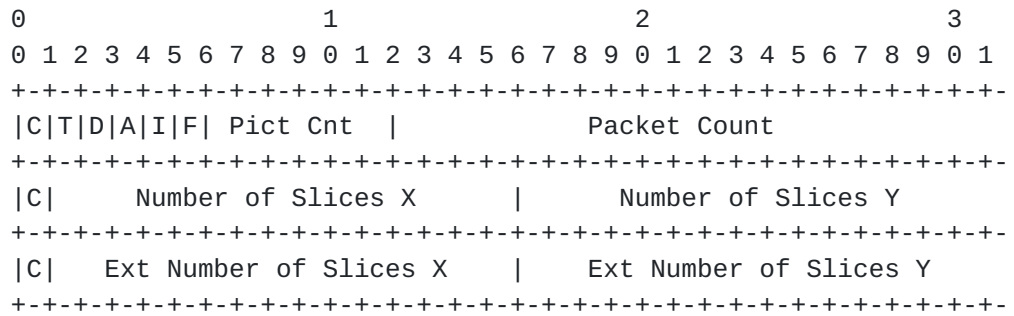 0                   1                   2                   3
0 1 2 3 4 5 6 7 8 9 0 1 2 3 4 5 6 7 8 9 0 1 2 3 4 5 6 7 8 9 0 1
+-+-+-+-+-+-+-+-+-+-+-+-+-+-+-+-+-+-+-+-+-+-+-+-+-+-+-+-+-+-+-+-
|C|T|D|A|I|F| Pict Cnt  |            Packet Count
+-+-+-+-+-+-+-+-+-+-+-+-+-+-+-+-+-+-+-+-+-+-+-+-+-+-+-+-+-+-+-+-
|C|     Number of Slices X      |      Number of Slices Y
+-+-+-+-+-+-+-+-+-+-+-+-+-+-+-+-+-+-+-+-+-+-+-+-+-+-+-+-+-+-+-+-
|C|   Ext Number of Slices X    |    Ext Number of Slices Y
+-+-+-+-+-+-+-+-+-+-+-+-+-+-+-+-+-+-+-+-+-+-+-+-+-+-+-+-+-+-+-+-